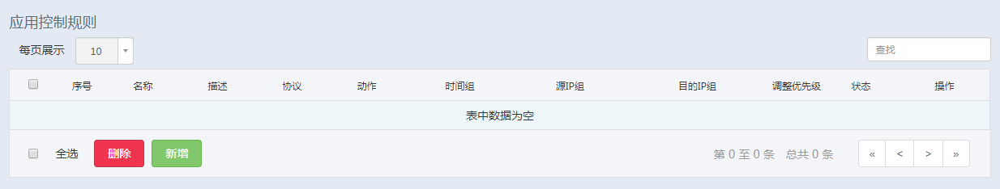 应用控制规则
每页展示 10 查找
序号 名称 描述 协议 动作 时间组 源IP组 目的IP组 调整优先级 状态 操作
表中数据为空
全选 删除 新增 第 0 至 0 条 总共 0 条 « < > »